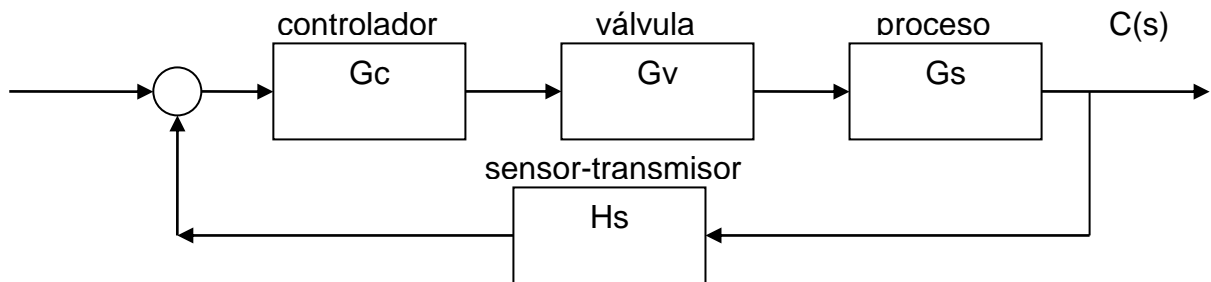 controlador
válvula
proceso
C(s)
Gc
Gv
Gs
sensor-transmisor
Hs